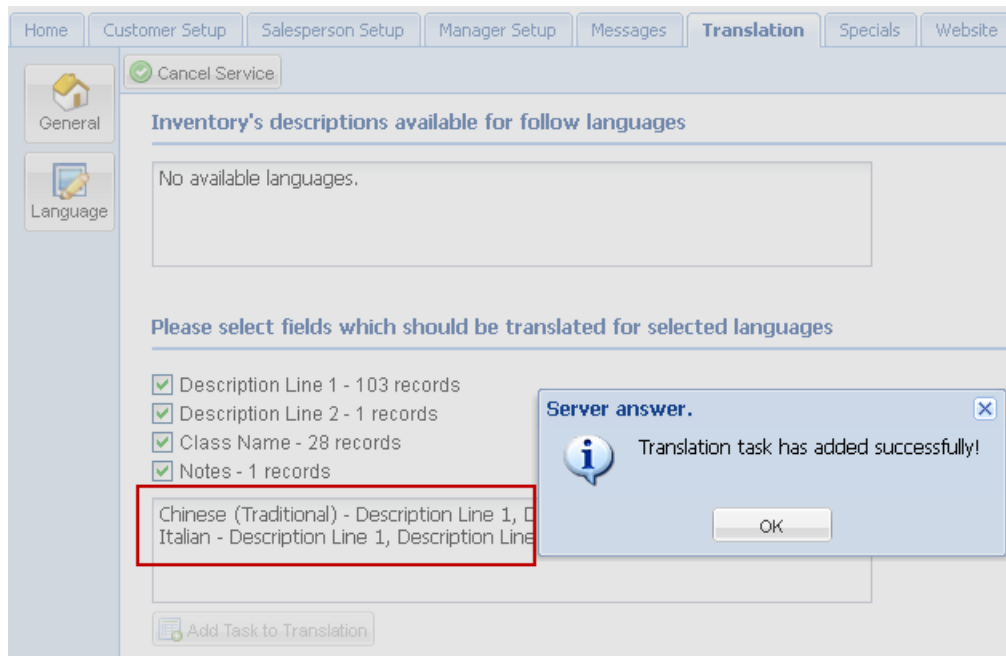 Home Customer Setup Salesperson Setup Manager Setup Messages Translation Specials Website
Cancel Service
General
Inventory's descriptions available for follow languages
No available languages.
Language
Please select fields which should be translated for selected languages
Description Line 1 - 103 records
Description Line 2 - 1 records
Class Name - 28 records
Notes - 1 records
Server answer.
Translation task has added successfully!
OK
Chinese (Traditional) - Description Line 1, D
Italian - Description Line 1, Description Line
Add Task to Translation